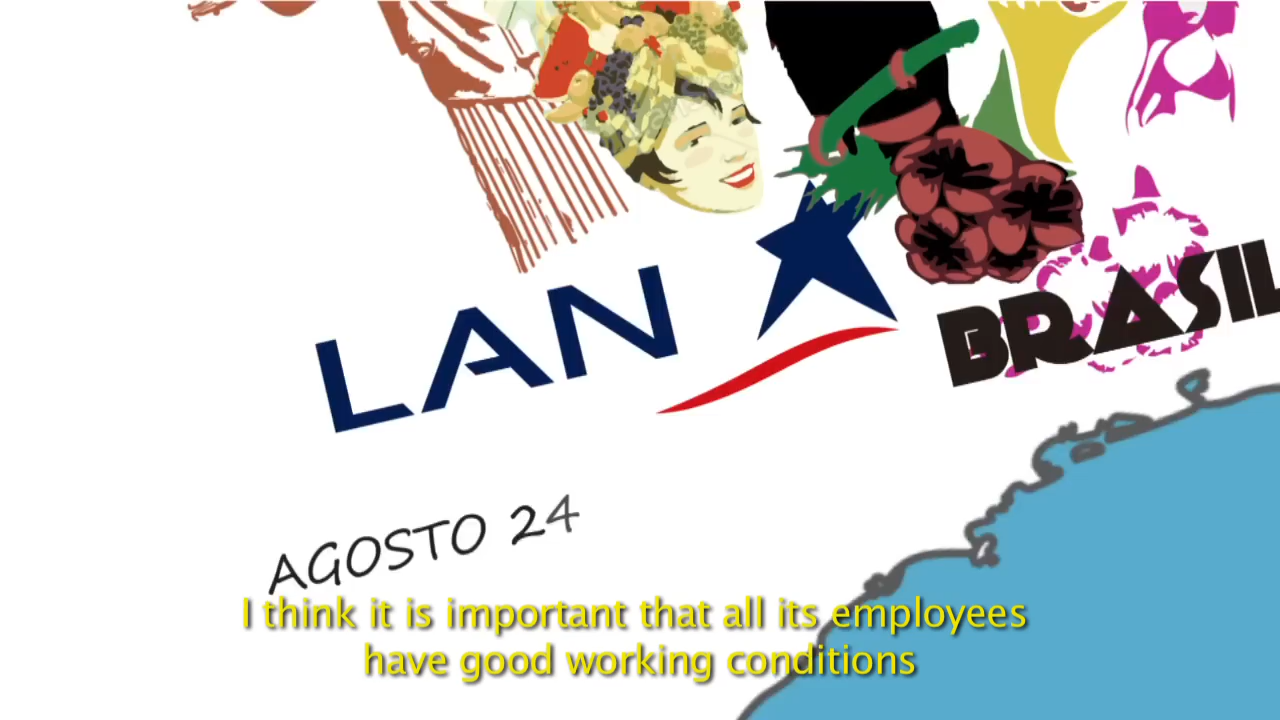 LAN
BRASIL
AGOSTO 24
I think it is important that all its employees
have good working conditions